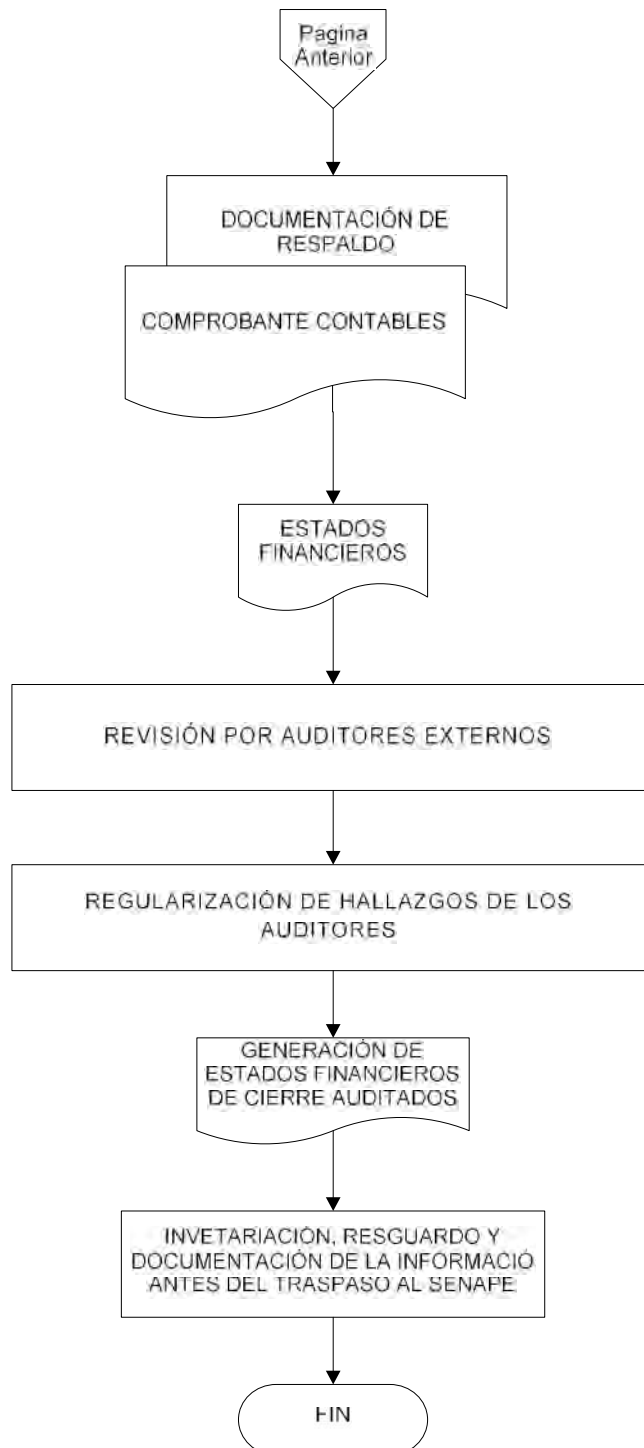 Página
Anterior
DOCUMENTACIÓN DE
RESPALDO
COMPROBANTE CONTABLES
ESTADOS
FINANCIEROS
REVISIÓN POR AUDITORES EXTERNOS
REGULARIZACIÓN DE HALLAZGOS DE LOS
AUDITORES
GENERACIÓN DE
ESTADOS FINANCIEROS
DE CIERRE AUDITADOS
INVETARIACIÓN, RESGUARDO Y
DOCUMENTACIÓN DE LA INFORMACIÓ
ANTES DEL TRASPASO AL SENAPE
FIN